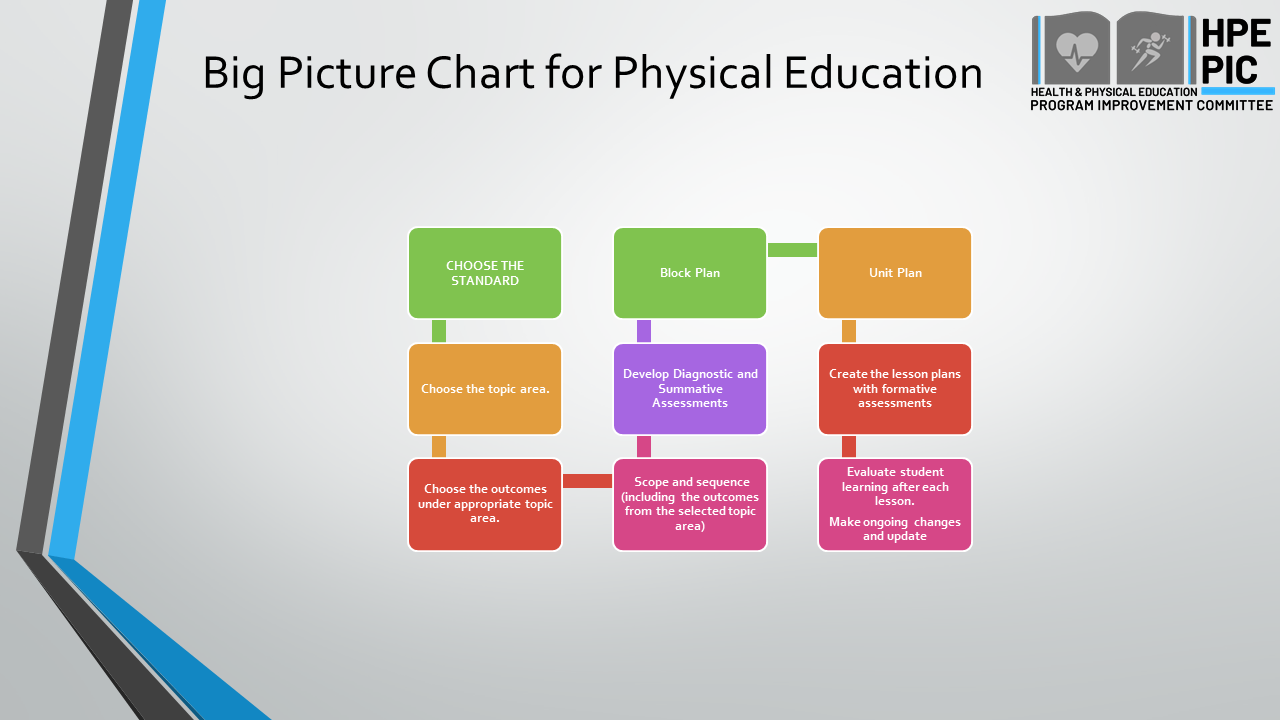 Big Picture Chart for Physical Education
HPE
PIC
HEALTH & PHYSICAL EDUCATION
PROGRAM IMPROVEMENT COMMITTEE
CHOOSE THE
STANDARD
Choose the topic area.
Choose the outcomes
under appropriate topic
area.
Scope and sequence
(including the outcomes
from the selected topic
area)
Develop Diagnostic and
Summative
Assessments
Block Plan
Unit Plan
Create the lesson plans
with formative
assessments
Evaluate student
learning after each
lesson.
Make ongoing changes
and update